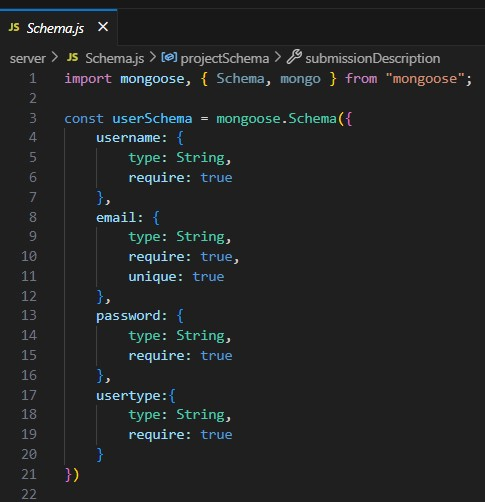 JS Schema.js ×
server > JS Schema.js > projectSchema > submissionDescription
1 import mongoose, { Schema, mongo } from "mongoose";
2
3 const userSchema = mongoose.Schema({
4 username: {
5 type: String,
6 require: true
7 },
8 email: {
9 type: String,
10 require: true,
11 unique: true
12 },
13 password: {
14 type: String,
15 require: true
16 },
17 usertype:{
18 type: String,
19 require: true
20 }
21 })
22